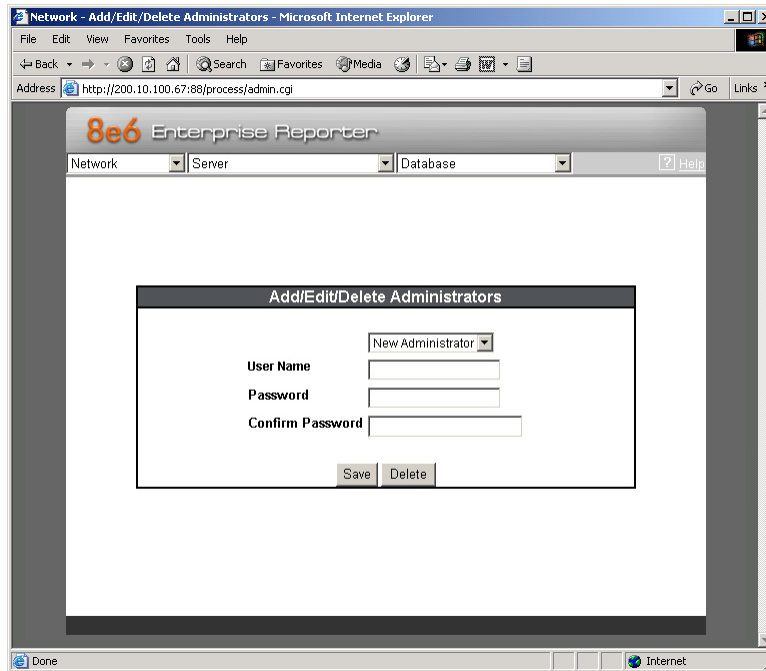 Network - Add/Edit/Delete Administrators - Microsoft Internet Explorer
File Edit View Favorites Tools Help
Back Search Favorites Media
Address http://200.10.100.67:88/process/admin.cgi Go Links
8e6 Enterprise Reporter
Network Server Database ? Help
Add/Edit/Delete Administrators
New Administrator
User Name
Password
Confirm Password
Save Delete
Done Internet